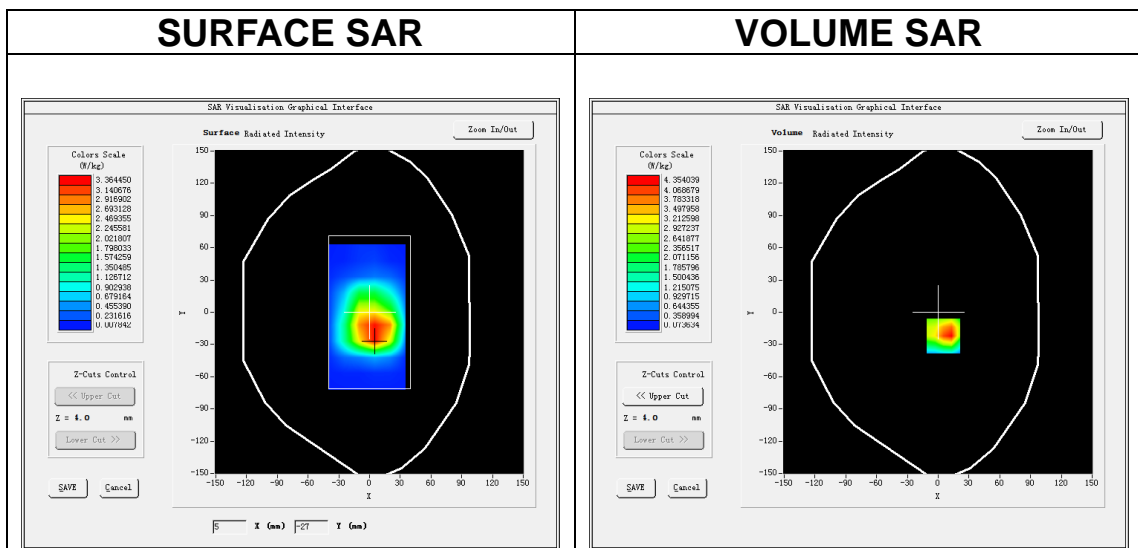 SURFACE SAR
SAR Visualisation Graphical Interface
Surface Radiated Intensity
Zoom In/Out
Colors Scale
(W/kg)
3.364450
3.140676
2.916902
2.693128
2.469355
2.245581
2.021807
1.798033
1.574259
1.350485
1.126712
0.902938
0.679164
0.455390
0.231616
0.007842
Z-Cuts Control
<< Upper Cut
Z = 4.0 mm
Lower Cut >>
SAVE Cancel
150
120
90
60
30
0
-30
-60
-90
-120
-150
Y
-150 -120 -90 -60 -30 0 30 60 90 120 150
X
5 X (mm) -27 Y (mm)
VOLUME SAR
SAR Visualisation Graphical Interface
Volume Radiated Intensity
Zoom In/Out
Colors Scale
(W/kg)
4.354039
4.068679
3.783318
3.497958
3.212598
2.927237
2.641877
2.356517
2.071156
1.785796
1.500436
1.215075
0.929715
0.644355
0.358994
0.073634
Z-Cuts Control
<< Upper Cut
Z = 4.0 mm
Lower Cut >>
SAVE Cancel
150
120
90
60
30
0
-30
-60
-90
-120
-150
Y
-150 -120 -90 -60 -30 0 30 60 90 120 150
X